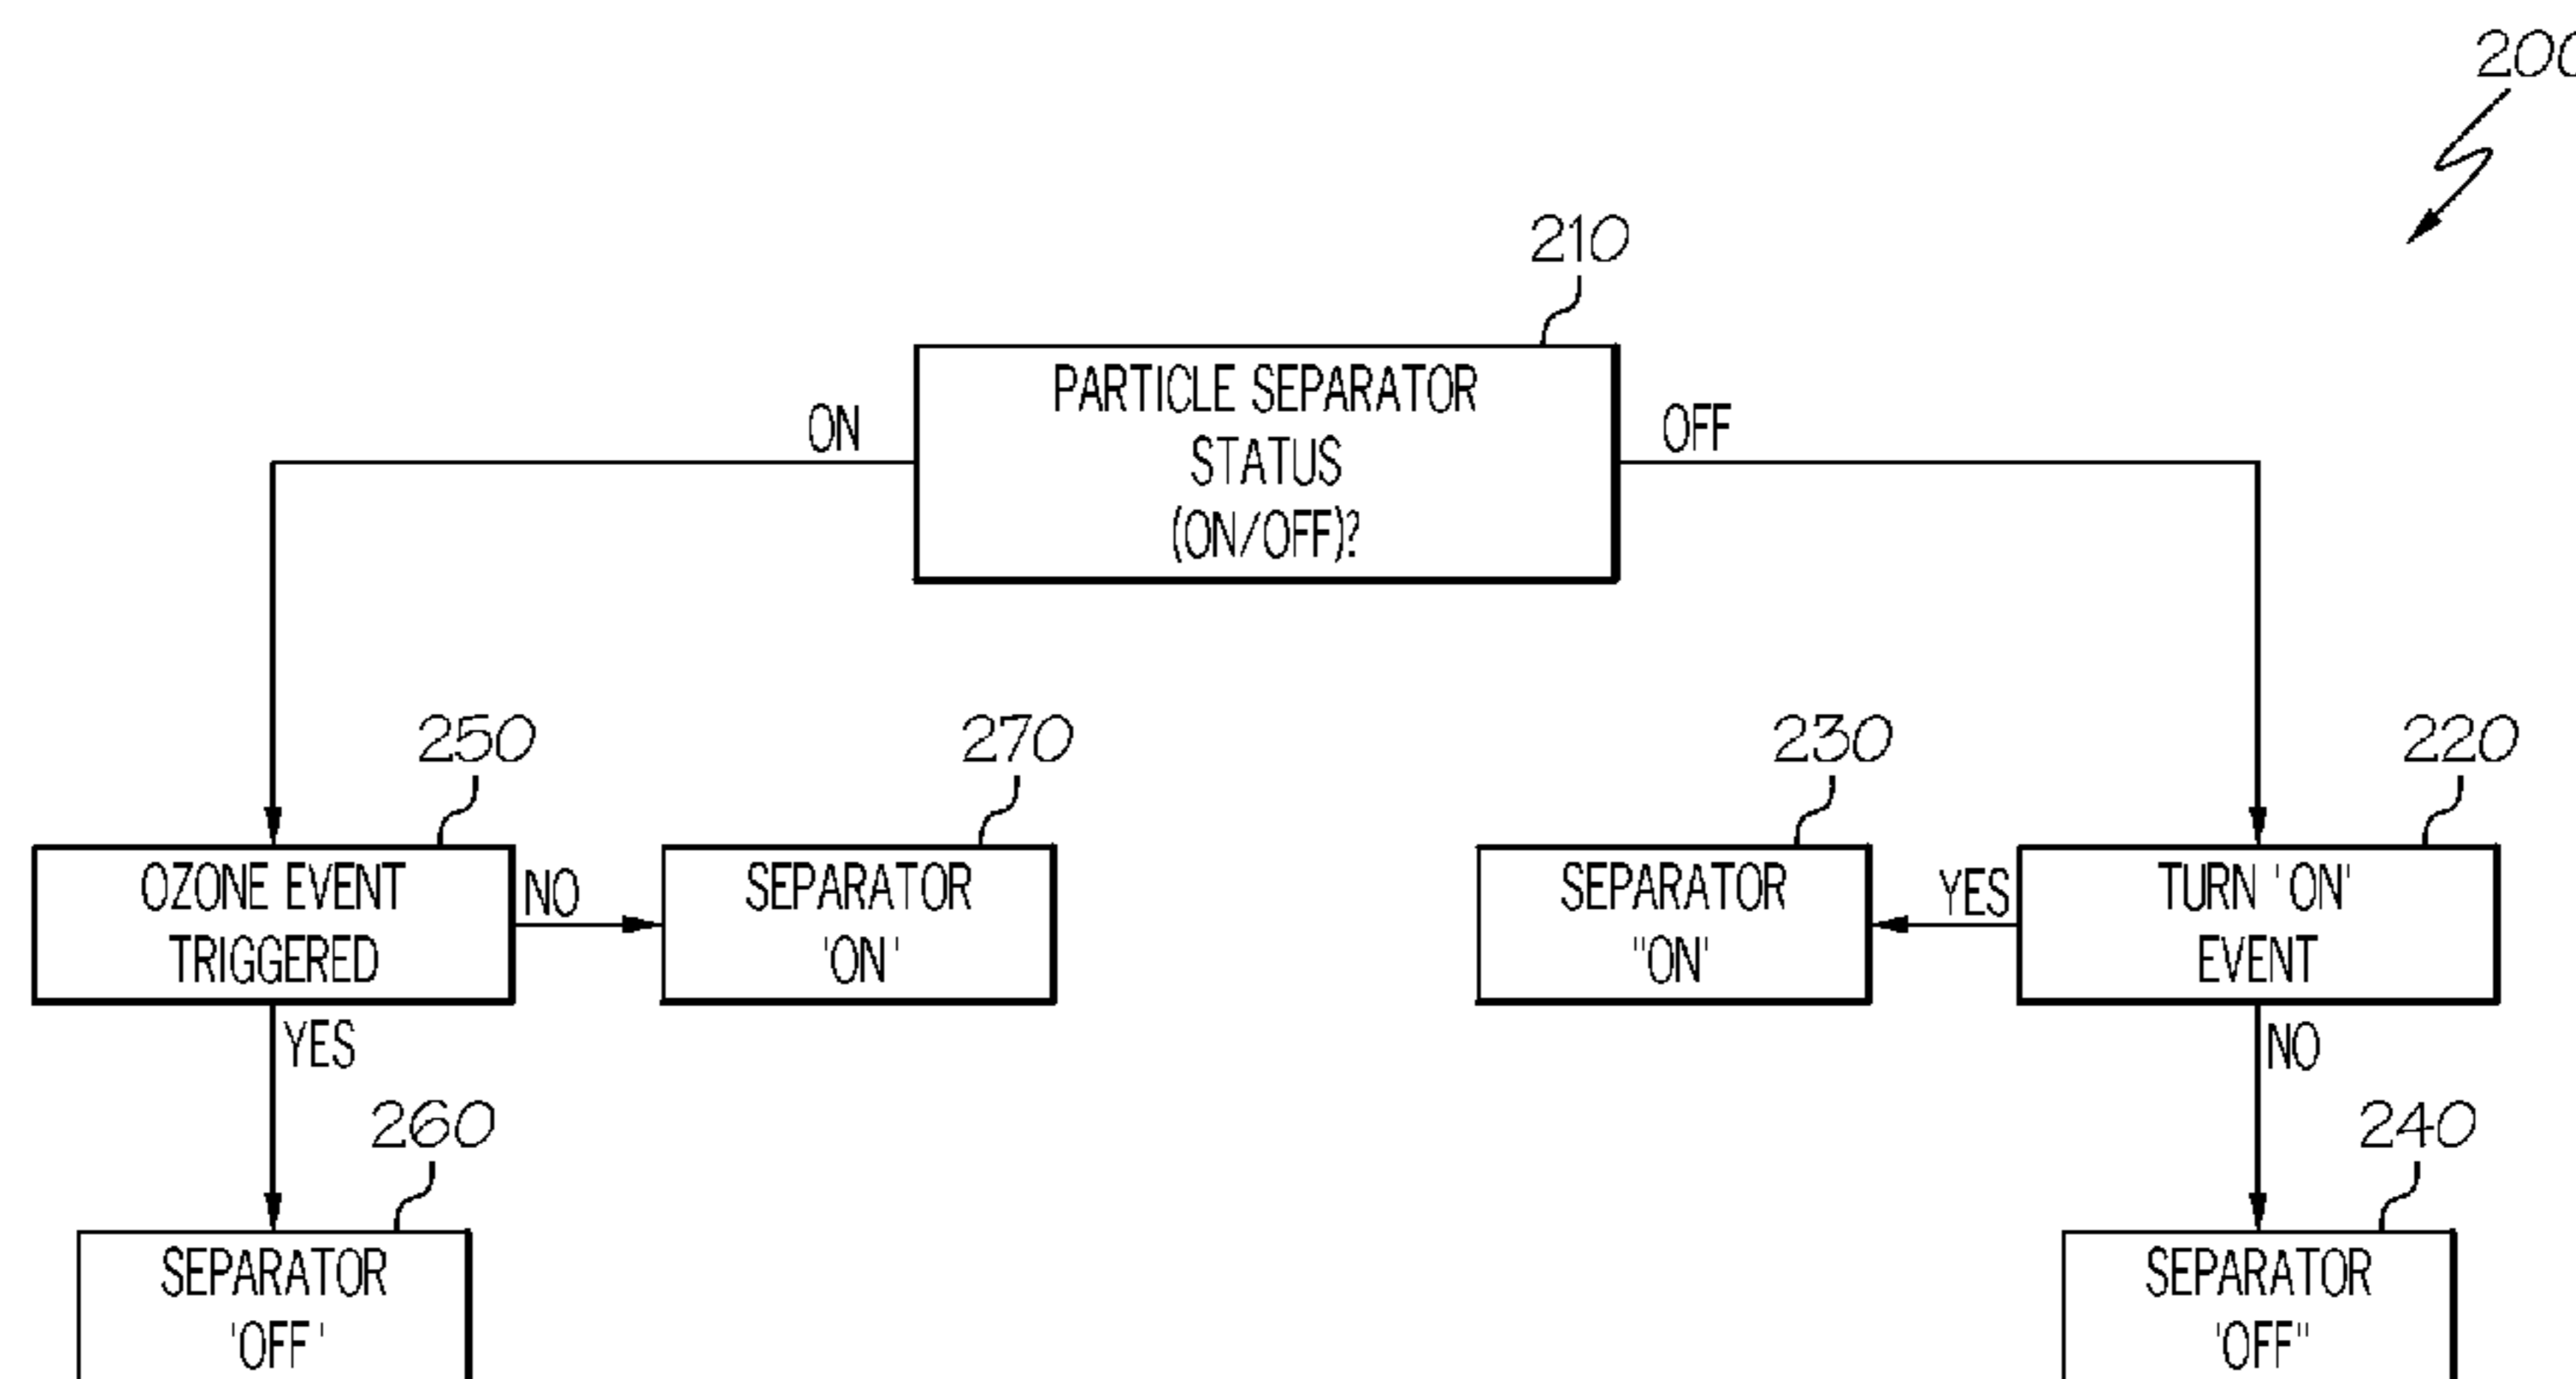 200
210
PARTICLE SEPARATOR
STATUS
(ON/OFF)?
ON
OFF
250
270
230
220
OZONE EVENT
TRIGGERED
NO
SEPARATOR
'ON'
SEPARATOR
"ON'
YES
TURN 'ON'
EVENT
YES
NO
260
240
SEPARATOR
'OFF'
SEPARATOR
'OFF"